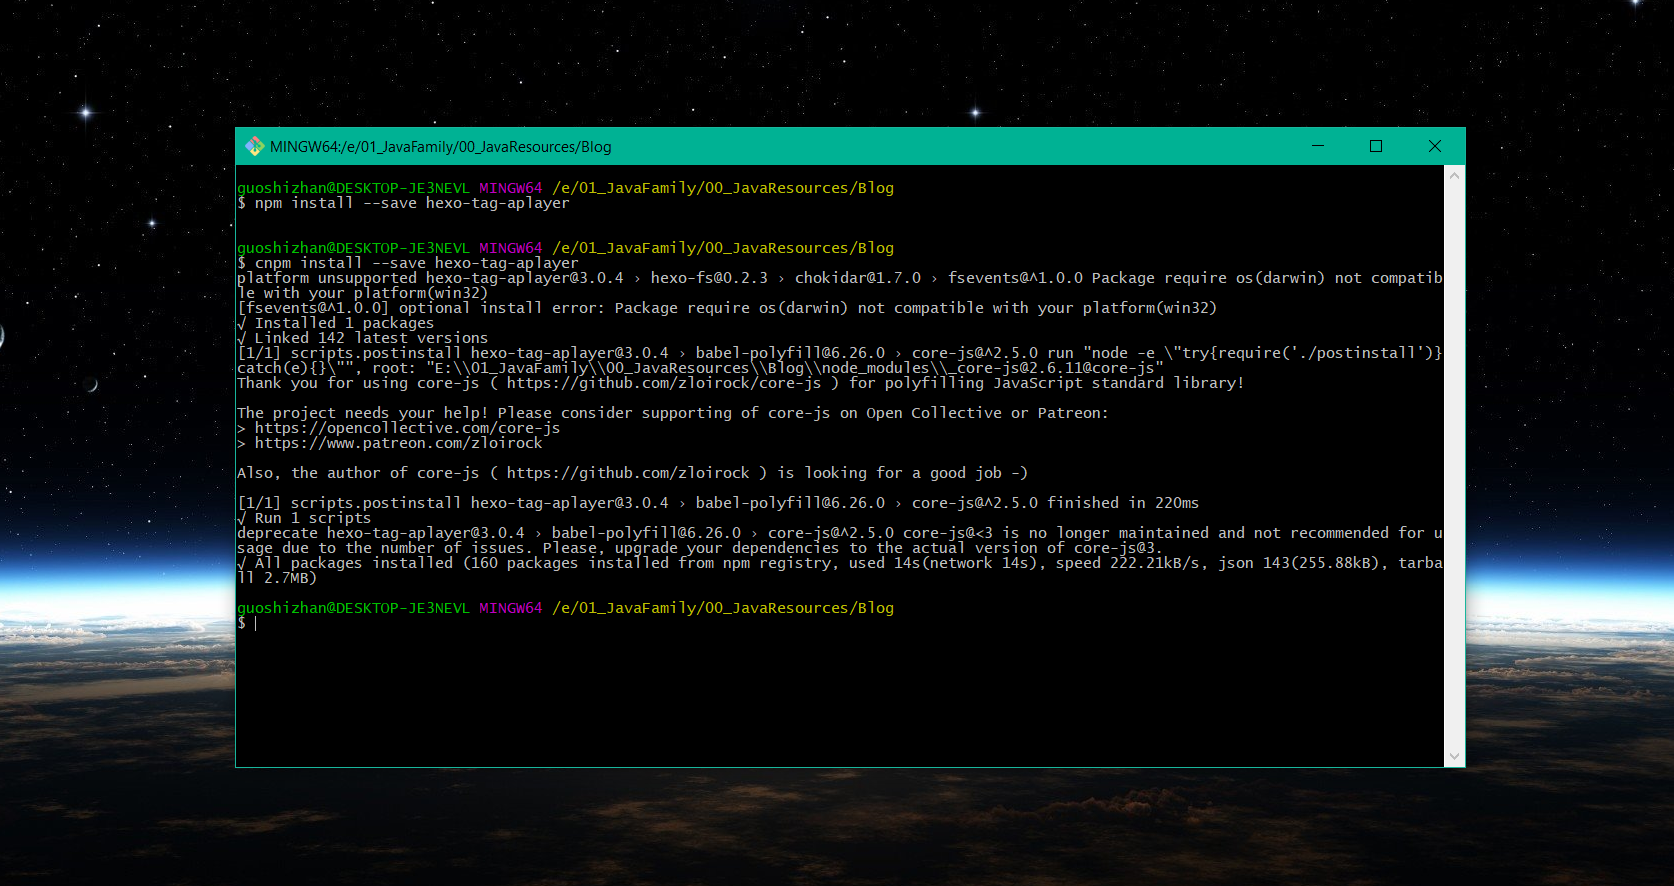 MINGW64:/e/01_JavaFamily/00_JavaResources/Blog
guoshizhan@DESKTOP-JE3NEVL MINGW64 /e/01_JavaFamily/00_JavaResources/Blog
$ npm install --save hexo-tag-aplayer
guoshizhan@DESKTOP-JE3NEVL MINGW64 /e/01_JavaFamily/00_JavaResources/Blog
$ cnpm install --save hexo-tag-aplayer
platform unsupported hexo-tag-aplayer@3.0.4 › hexo-fs@0.2.3 › chokidar@1.7.0 › fsevents@^1.0.0 Package require os(darwin) not compatib
le with your platform(win32)
[fsevents@^1.0.0] optional install error: Package require os(darwin) not compatible with your platform(win32)
√ Installed 1 packages
√ Linked 142 latest versions
[1/1] scripts.postinstall hexo-tag-aplayer@3.0.4 › babel-polyfill@6.26.0 › core-js@^2.5.0 run "node -e \"try{require('./postinstall')}
catch(e){}\"", root: "E:\\01_JavaFamily\\00_JavaResources\\Blog\\node_modules\\_core-js@2.6.11@core-js"
Thank you for using core-js ( https://github.com/zloirock/core-js ) for polyfilling JavaScript standard library!
The project needs your help! Please consider supporting of core-js on Open Collective or Patreon:
> https://opencollective.com/core-js
> https://www.patreon.com/zloirock
Also, the author of core-js ( https://github.com/zloirock ) is looking for a good job -)
[1/1] scripts.postinstall hexo-tag-aplayer@3.0.4 › babel-polyfill@6.26.0 › core-js@^2.5.0 finished in 220ms
√ Run 1 scripts
deprecate hexo-tag-aplayer@3.0.4 › babel-polyfill@6.26.0 › core-js@^2.5.0 core-js@<3 is no longer maintained and not recommended for u
sage due to the number of issues. Please, upgrade your dependencies to the actual version of core-js@3.
√ All packages installed (160 packages installed from npm registry, used 14s(network 14s), speed 222.21kB/s, json 143(255.88kB), tarba
ll 2.7MB)
guoshizhan@DESKTOP-JE3NEVL MINGW64 /e/01_JavaFamily/00_JavaResources/Blog
$